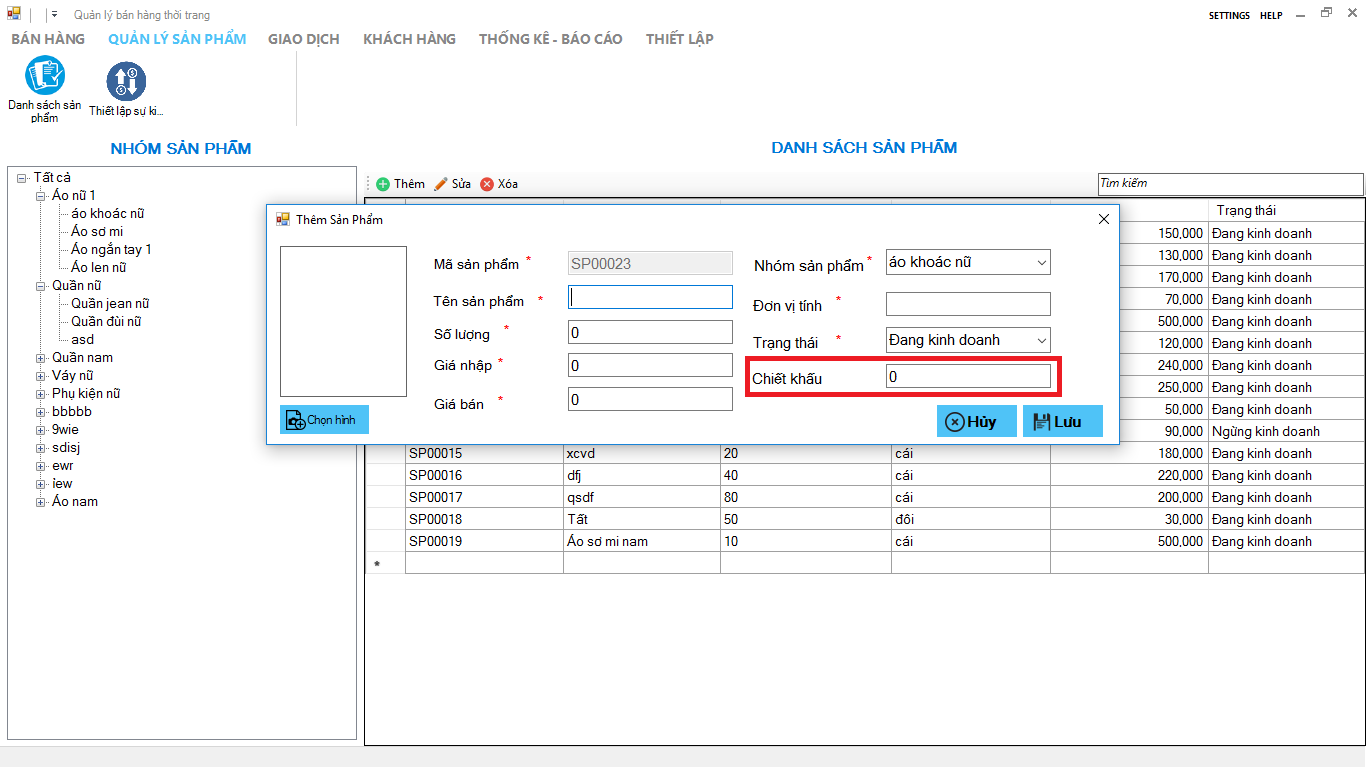 Quản lý bán hàng thời trang
SETTINGS HELP
BÁN HÀNG QUẢN LÝ SẢN PHẨM GIAO DỊCH KHÁCH HÀNG THỐNG KÊ - BÁO CÁO THIẾT LẬP
Danh sách sản phẩm
Thiết lập sự ki...
NHÓM SẢN PHẨM
Tất cả
Áo nữ 1
áo khoác nữ
Áo sơ mi
Áo ngắn tay 1
Áo len nữ
Quần nữ
Quần jean nữ
Quần đùi nữ
asd
Quần nam
Váy nữ
Phụ kiện nữ
bbbbb
9wie
sdisj
ewr
iew
Áo nam
DANH SÁCH SẢN PHẨM
Thêm Sửa Xóa
Tìm kiếm
Trạng thái
150,000 Đang kinh doanh
130,000 Đang kinh doanh
170,000 Đang kinh doanh
70,000 Đang kinh doanh
500,000 Đang kinh doanh
120,000 Đang kinh doanh
240,000 Đang kinh doanh
250,000 Đang kinh doanh
50,000 Đang kinh doanh
90,000 Ngừng kinh doanh
SP00015 xcvd 20 cái 180,000 Đang kinh doanh
SP00016 dfj 40 cái 220,000 Đang kinh doanh
SP00017 qsdf 80 cái 200,000 Đang kinh doanh
SP00018 Tất 50 đôi 30,000 Đang kinh doanh
SP00019 Áo sơ mi nam 10 cái 500,000 Đang kinh doanh
*
Thêm Sản Phẩm
Chọn hình
Mã sản phẩm * SP00023
Tên sản phẩm *
Số lượng * 0
Giá nhập * 0
Giá bán * 0
Nhóm sản phẩm * áo khoác nữ
Đơn vị tính *
Trạng thái * Đang kinh doanh
Chiết khấu 0
Hủy Lưu